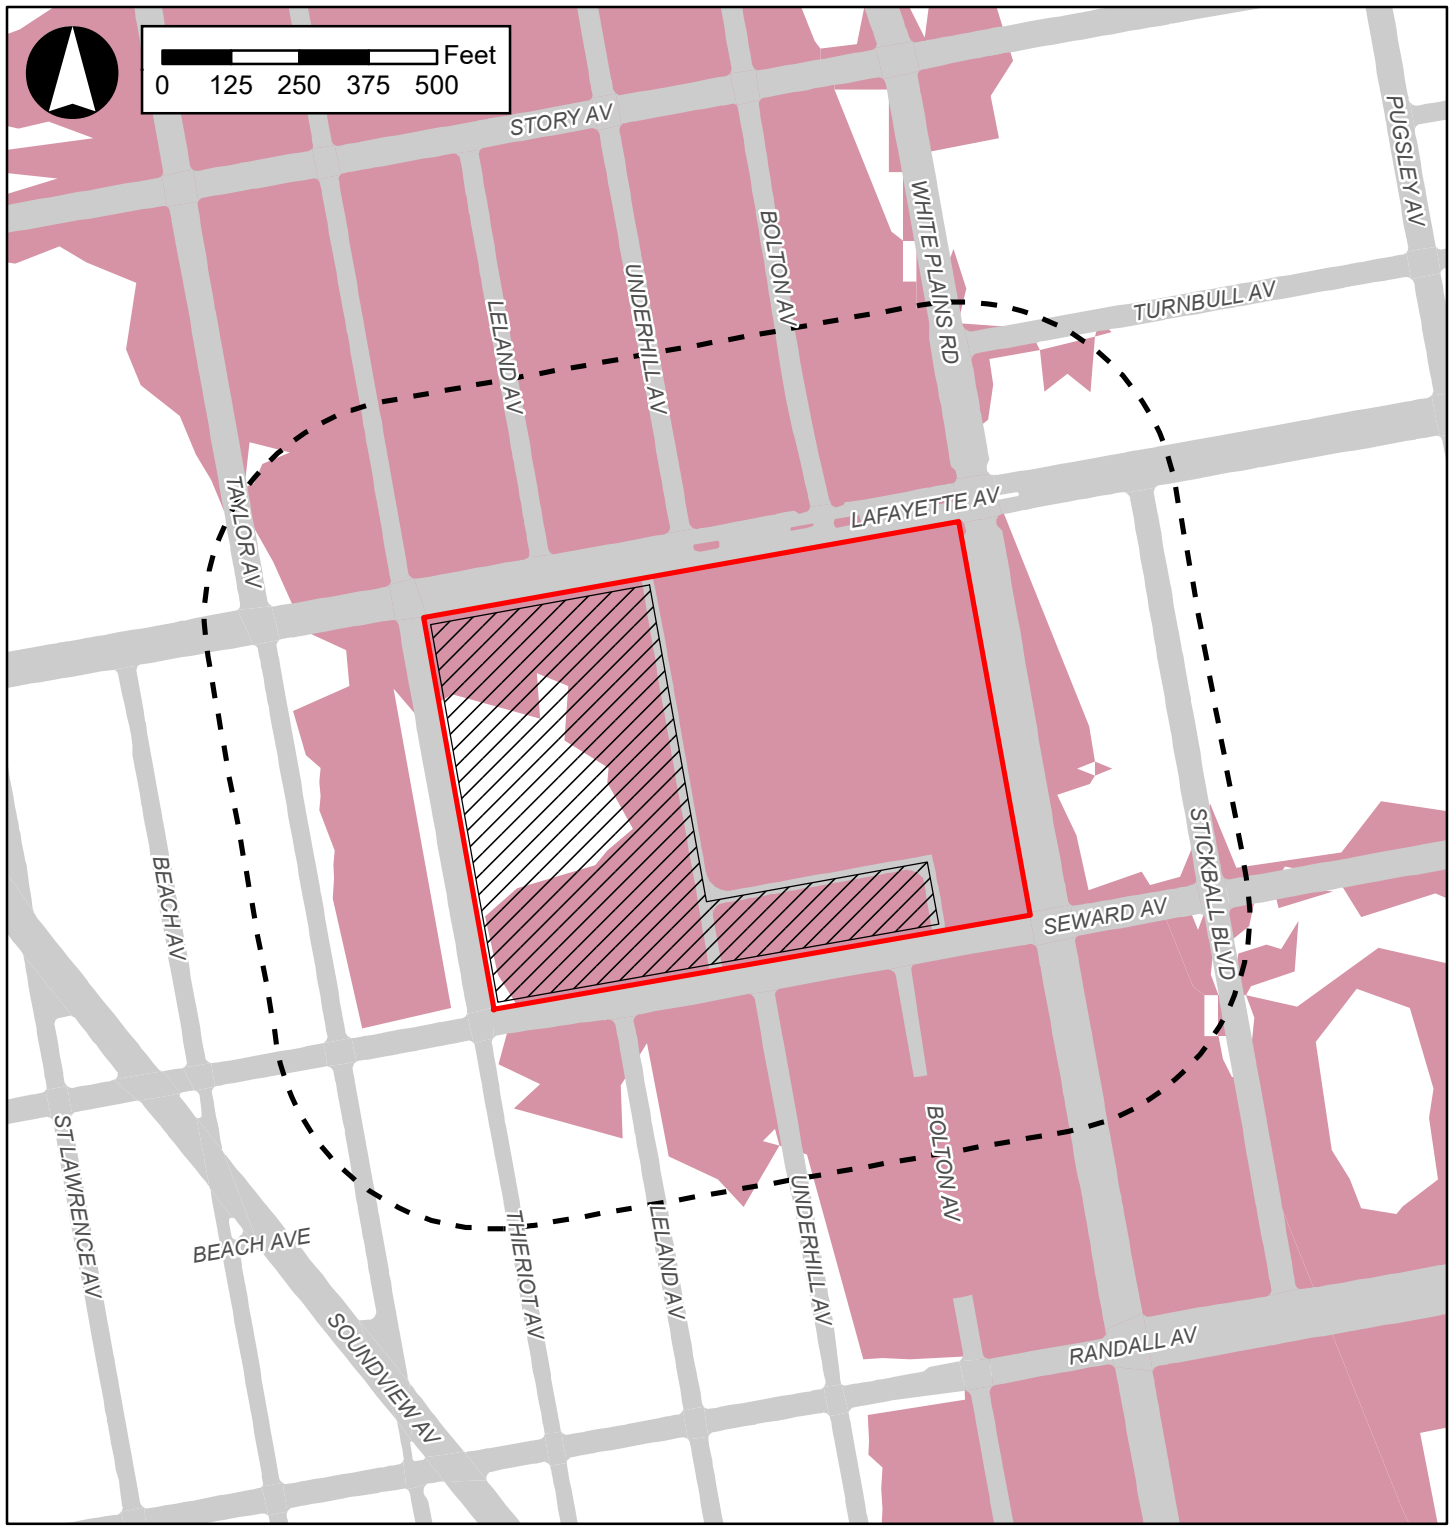 Feet
0 125 250 375 500
STORY AV
PUGSLEY AV
WHITE PLAINS RD
BOLTON AV
UNDERHILL AV
LELAND AV
TURNBULL AV
TAYLOR AV
LAFAYETTE AV
BEACH AV
STICKBALL BLVD
SEWARD AV
ST LAWRENCE AV
BOLTON AV
BEACH AVE
THIERIOT AV
LELAND AV
UNDERHILL AV
SOUNDVIEW AV
RANDALL AV